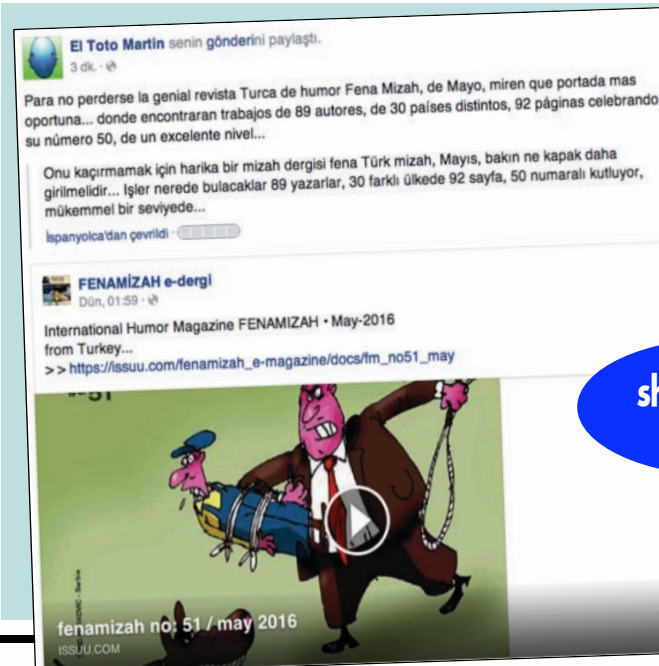 El Toto Martin senin gönderini paylaştı.
3 dk. ·
Para no perderse la genial revista Turca de humor Fena Mizah, de Mayo, miren que portada mas
oportuna... donde encontraran trabajos de 89 autores, de 30 países distintos, 92 páginas celebrando
su número 50, de un excelente nivel...
Onu kaçırmamak için harika bir mizah dergisi fena Türk mizah, Mayıs, bakın ne kapak daha
girilmelidir... Işler nerede bulacaklar 89 yazarlar, 30 farklı ülkede 92 sayfa, 50 numaralı kutluyor,
mükemmel bir seviyede...
İspanyolca'dan çevrildi ·
FENAMİZAH e-dergi
Dün, 01:59 ·
International Humor Magazine FENAMIZAH • May-2016
from Turkey...
>>https://issuu.com/fenamizah_e-magazine/docs/fm_no51_may
sh
#51
- Serbia
fenamizah no: 51 / may 2016
ISSUU.COM